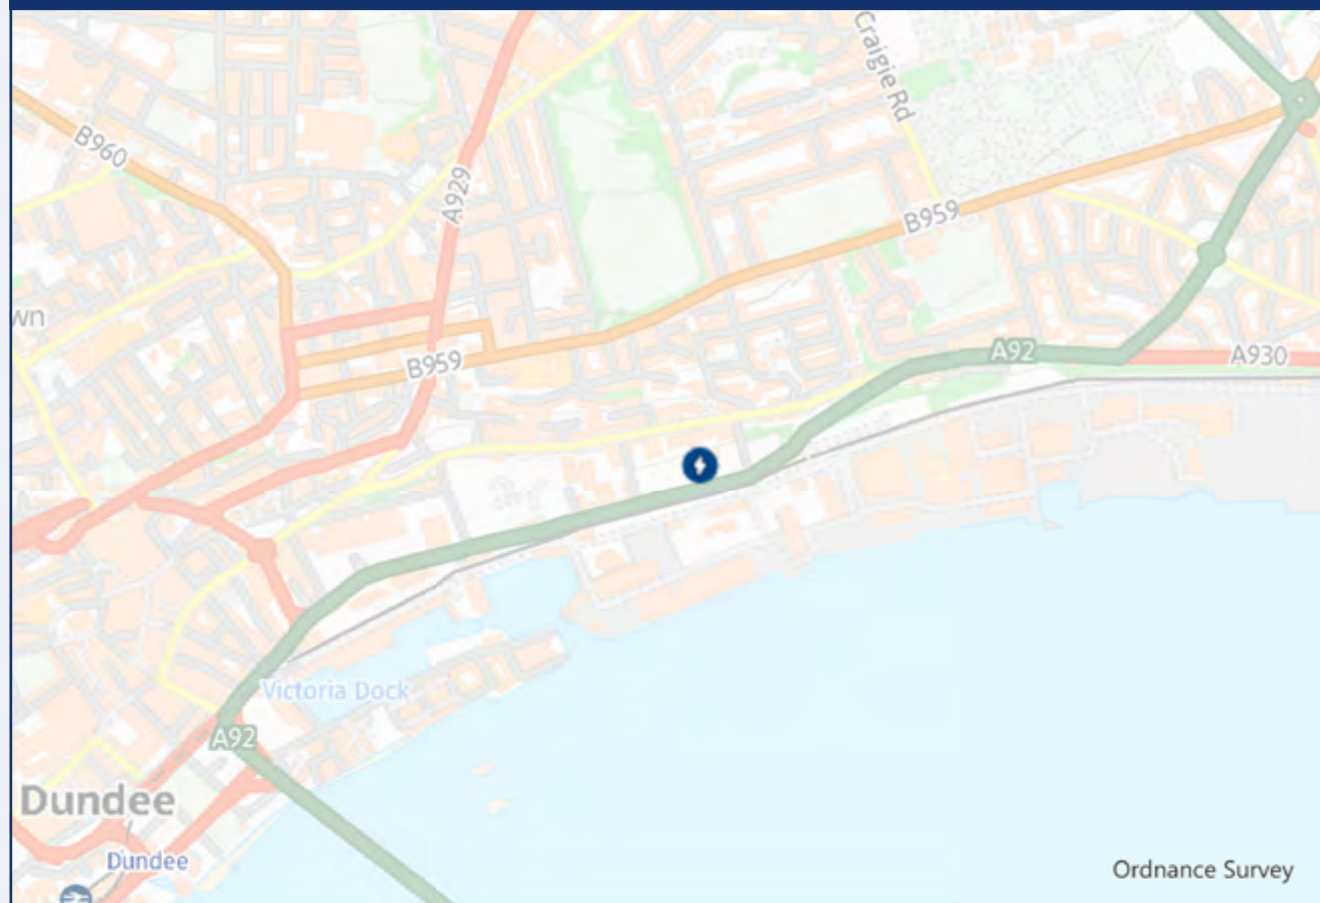 Craigie Rd
B960
A929
B959
wn
A92
A930
B959
Victoria Dock
A92
Dundee
Dundee
Ordnance Survey